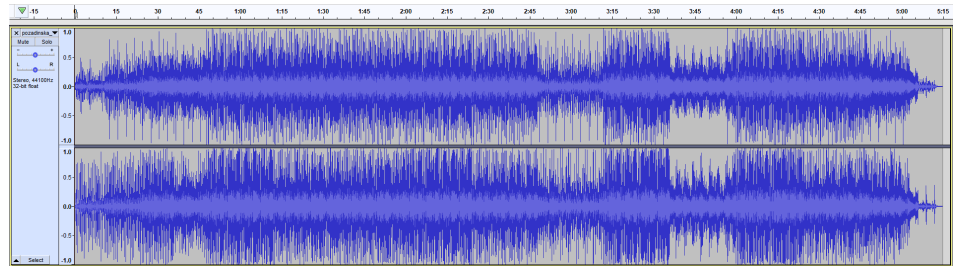 -15 0 15 30 45 1:00 1:15 1:30 1:45 2:00 2:15 2:30 2:45 3:00 3:15 3:30 3:45 4:00 4:15 4:30 4:45 5:00 5:15
× pozadinska_ ▼
Mute Solo
- +
L R
Stereo, 44100Hz
32-bit float
Select
1.0
0.5-
0.0-
-0.5-
-1.0
1.0
0.5-
0.0-
-0.5-
-1.0